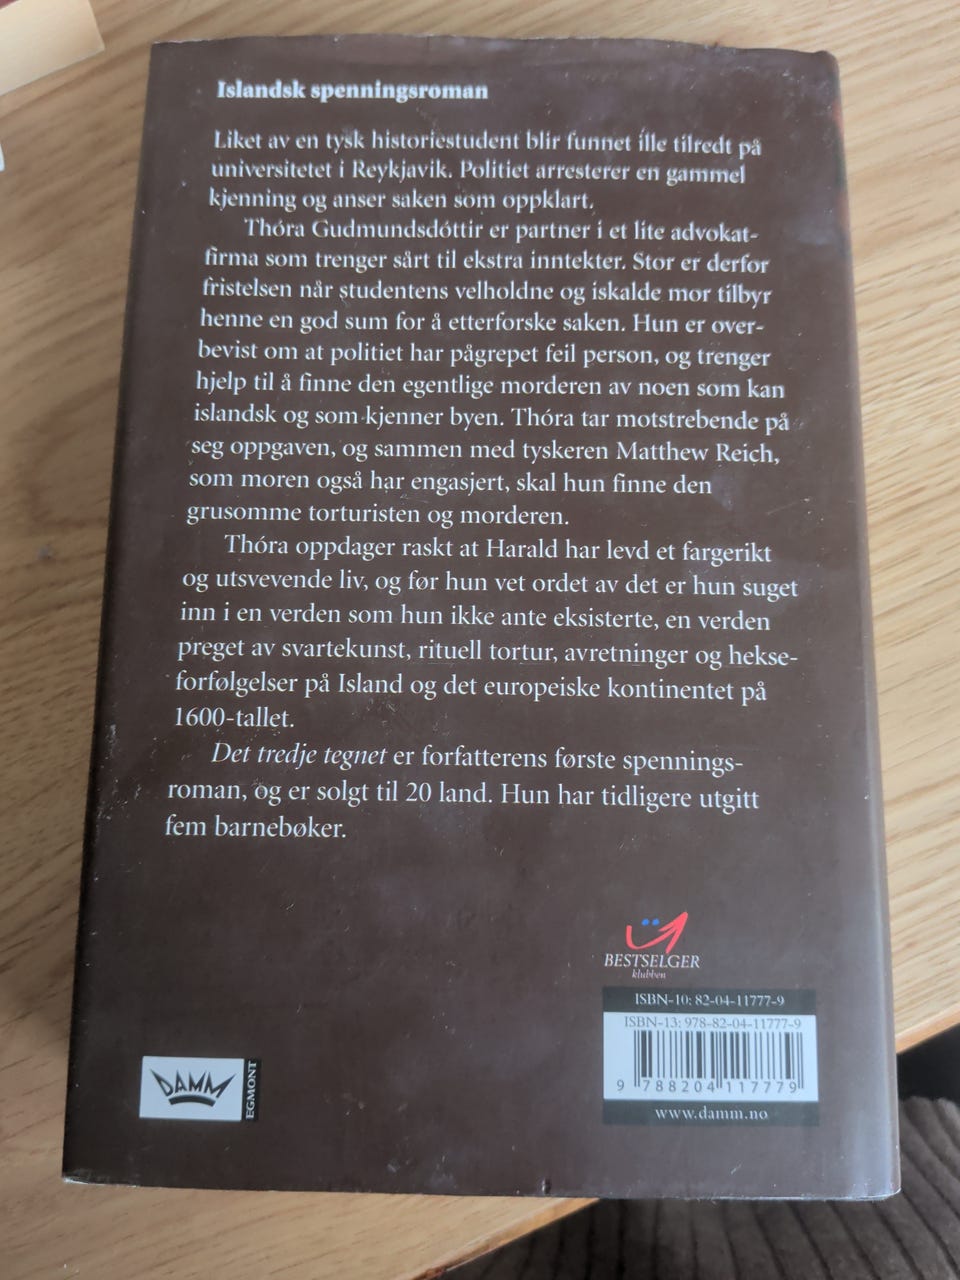 Islandsk spenningsroman
Liket av en tysk historiestudent blir funnet ille tilredt på
universitetet i Reykjavik. Politiet arresterer en gammel
kjenning og anser saken som oppklart.
Thóra Gudmundsdóttir er partner i et lite advokat-
firma som trenger sårt til ekstra inntekter. Stor er derfor
fristelsen når studentens velholdne og iskalde mor tilbyr
henne en god sum for å etterforske saken. Hun er over-
bevist om at politiet har pågrepet feil person, og trenger
hjelp til å finne den egentlige morderen av noen som kan
islandsk og som kjenner byen. Thóra tar motstrebende på
seg oppgaven, og sammen med tyskeren Matthew Reich,
som moren også har engasjert, skal hun finne den
grusomme torturisten og morderen.
Thóra oppdager raskt at Harald har levd et fargerikt
og utsvevende liv, og før hun vet ordet av det er hun suget
inn i en verden som hun ikke ante eksisterte, en verden
preget av svartekunst, rituell tortur, avretninger og hekse-
forfølgelser på Island og det europeiske kontinentet på
1600-tallet.
Det tredje tegnet er forfatterens første spennings-
roman, og er solgt til 20 land. Hun har tidligere utgitt
fem barnebøker.
BESTSELGER
klubben
ISBN-10: 82-04-11777-9
ISBN-13: 978-82-04-11777-9
9 788204 117779
www.damm.no
DAMM
EGMONT